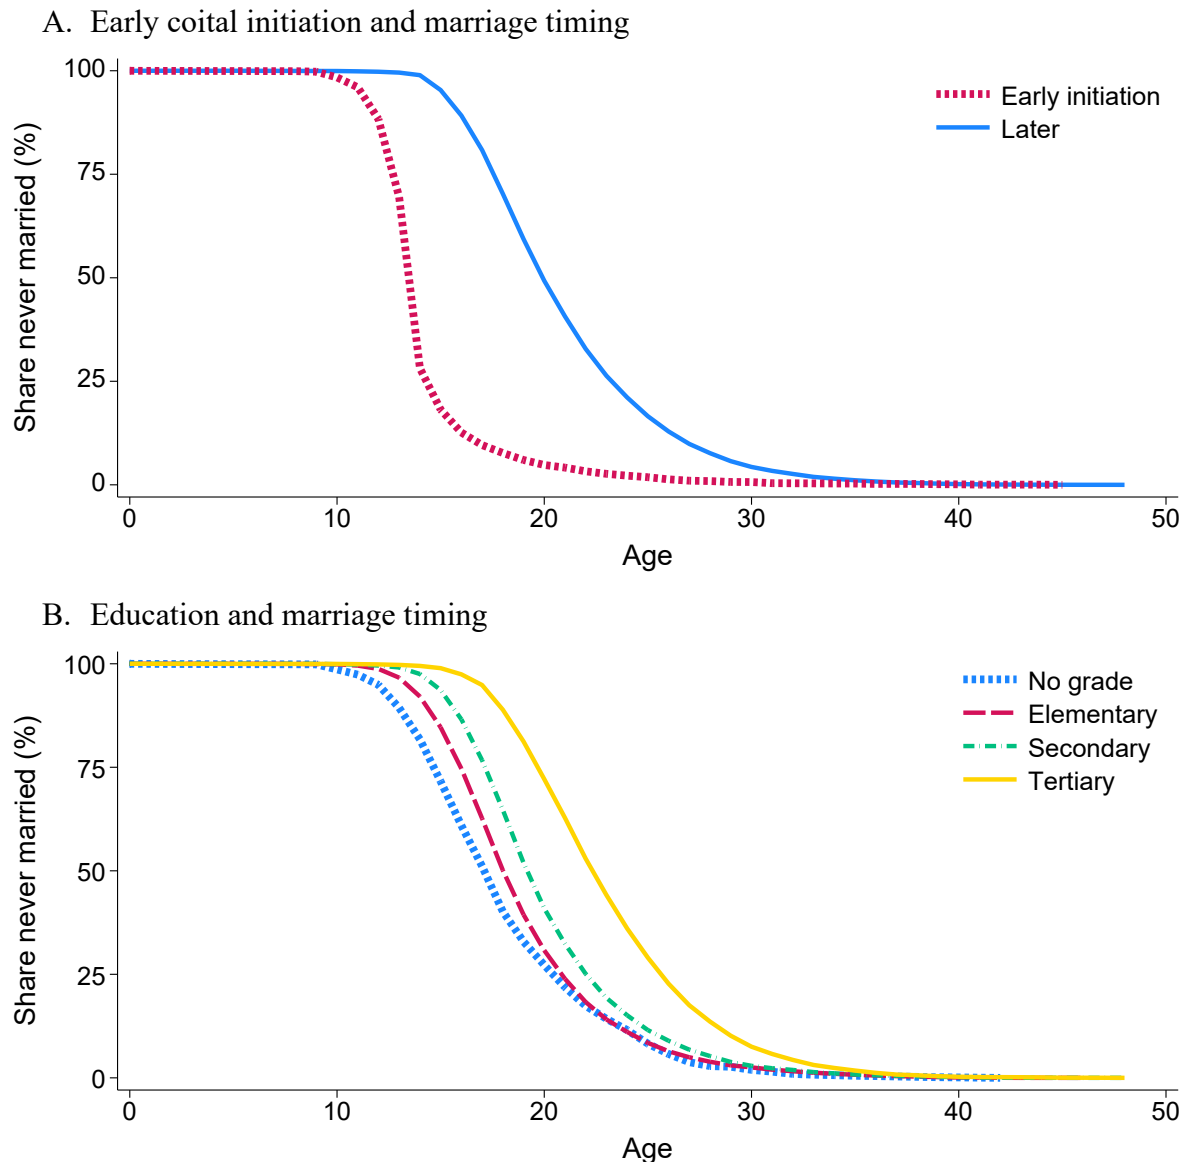 A. Early coital initiation and marriage timing
Share never married (%)
100
75
50
25
0
Early initiation
Later
0 10 20 30 40 50
Age
B. Education and marriage timing
Share never married (%)
100
75
50
25
0
No grade
Elementary
Secondary
Tertiary
0 10 20 30 40 50
Age